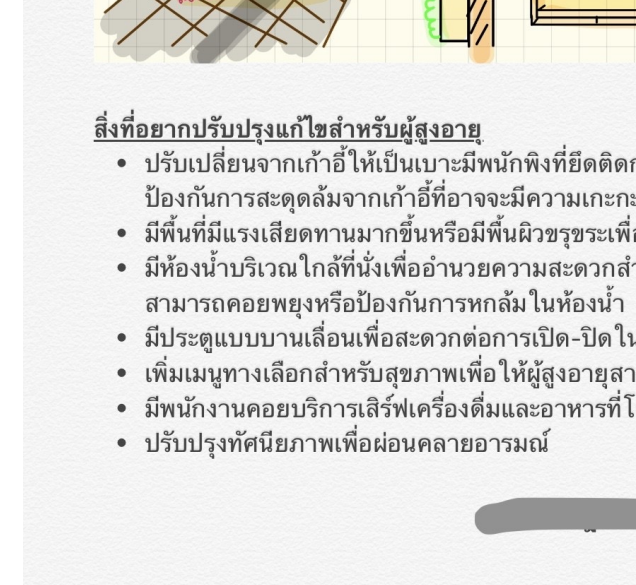 สิ่งที่อยากปรับปรุงแก้ไขสำหรับผู้สูงอายุ
• ปรับเปลี่ยนจากเก้าอี้ให้เป็นเบาะมีพนักพิงที่ยึดติด
ป้องกันการสะดุดล้มจากเก้าอี้ที่อาจจะมีความเกะกะ
• มีพื้นที่มีแรงเสียดทานมากขึ้นหรือมีพื้นผิวขรุขระเพื่อ
• มีห้องน้ำบริเวณใกล้ที่นั่งเพื่ออำนวยความสะดวกสำ
สามารถคอยพยุงหรือป้องกันการหกล้มในห้องน้ำ
• มีประตูแบบบานเลื่อนเพื่อสะดวกต่อการเปิด-ปิดใน
• เพิ่มเมนูทางเลือกสำหรับสุขภาพเพื่อให้ผู้สูงอายุสา
• มีพนักงานคอยบริการเสิร์ฟเครื่องดื่มและอาหารที่โ
• ปรับปรุงทัศนียภาพเพื่อผ่อนคลายอารมณ์